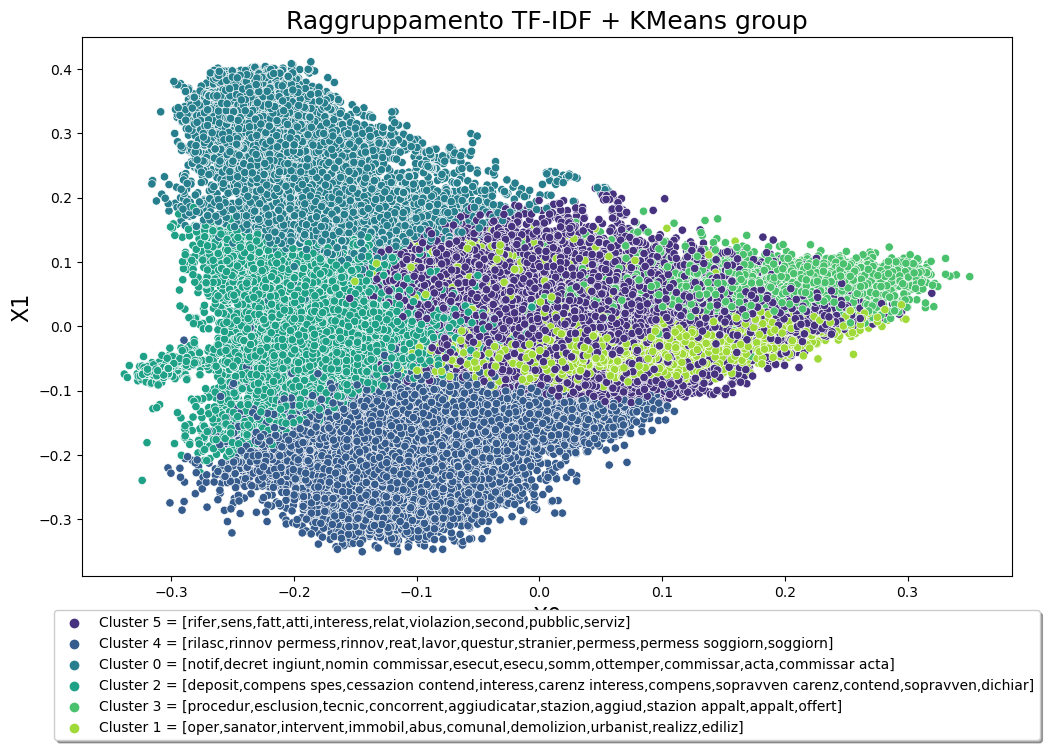 Raggruppamento TF-IDF + KMeans group
0.4
0.3
0.2
0.1
0.0
−0.1
−0.2
−0.3
X1
−0.3
−0.2
−0.1
0.0
0.1
0.2
0.3
Cluster 5 = [rifer,sens,fatt,atti,interess,relat,violazion,second,pubblic,serviz]
Cluster 4 = [rilasc,rinnov permess,rinnov,reat,lavor,questur,stranier,permess,permess soggiorn,soggiorn]
Cluster 0 = [notif,decret ingiunt,nomin commissar,esecut,esecu,somm,ottemper,commissar,acta,commissar acta]
Cluster 2 = [deposit,compens spes,cessazion contend,interess,carenz interess,compens,sopravven carenz,contend,sopravven,dichiar]
Cluster 3 = [procedur,esclusion,tecnic,concorrent,aggiudicatar,stazion,aggiud,stazion appalt,appalt,offert]
Cluster 1 = [oper,sanator,intervent,immobil,abus,comunal,demolizion,urbanist,realizz,ediliz]